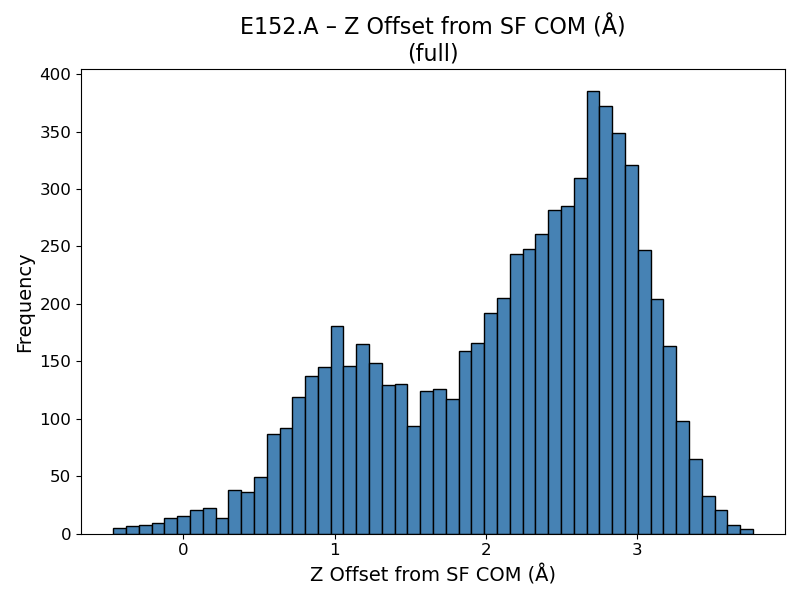 E152.A – Z Offset from SF COM (Å)
(full)
400
350
300
250
200
150
100
50
0
Frequency
0 1 2 3
Z Offset from SF COM (Å)